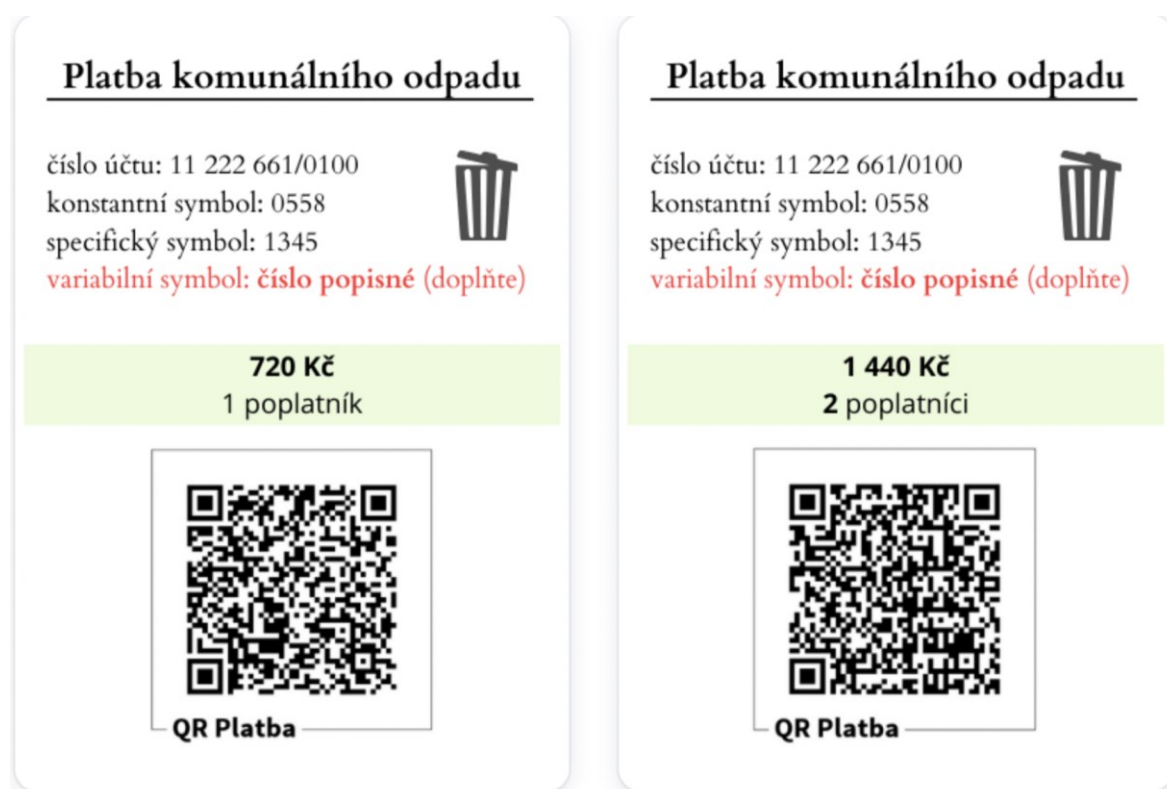 Platba komunálního odpadu
číslo účtu: 11 222 661/0100
konstantní symbol: 0558
specifický symbol: 1345
variabilní symbol: číslo popisné (doplňte)
720 Kč
1 poplatník
QR Platba
Platba komunálního odpadu
číslo účtu: 11 222 661/0100
konstantní symbol: 0558
specifický symbol: 1345
variabilní symbol: číslo popisné (doplňte)
1 440 Kč
2 poplatníci
QR Platba